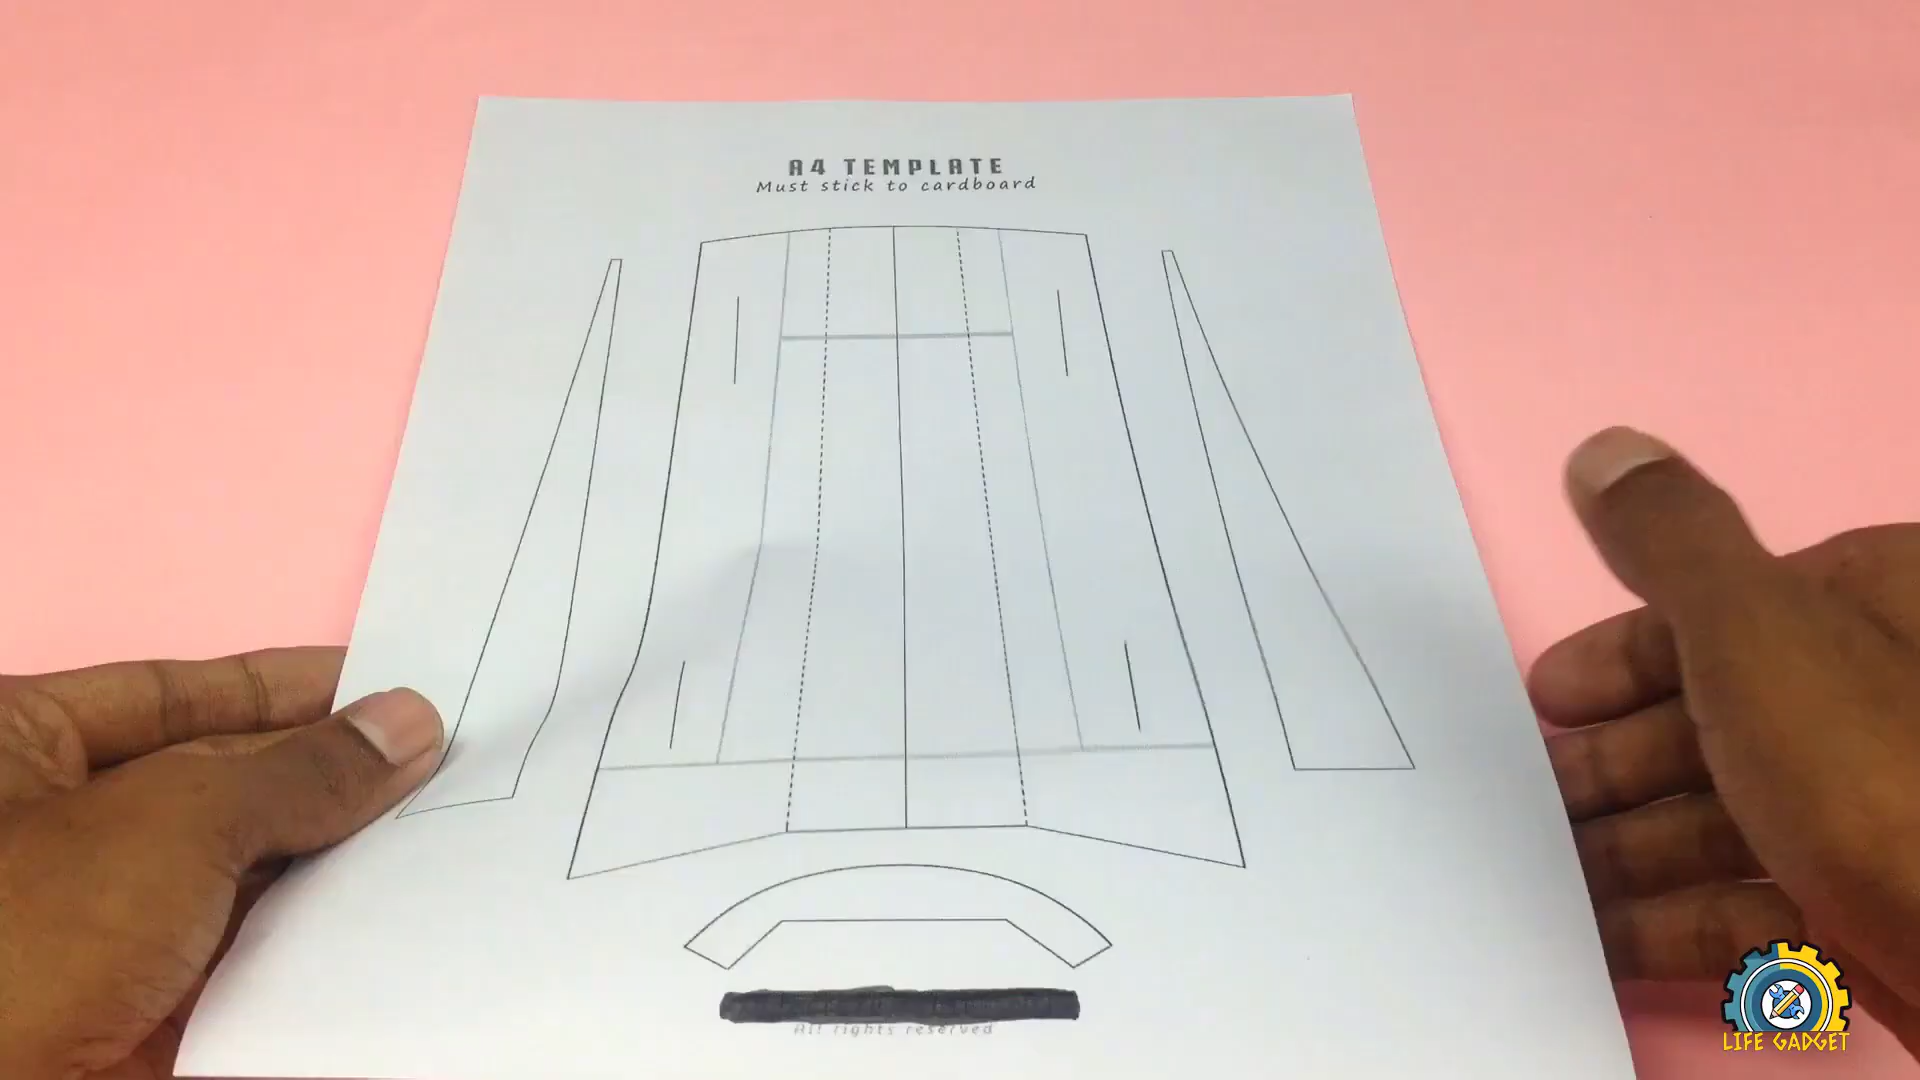 A4 TEMPLATE
Must stick to cardboard
All rights reserved
LIFE GADGET